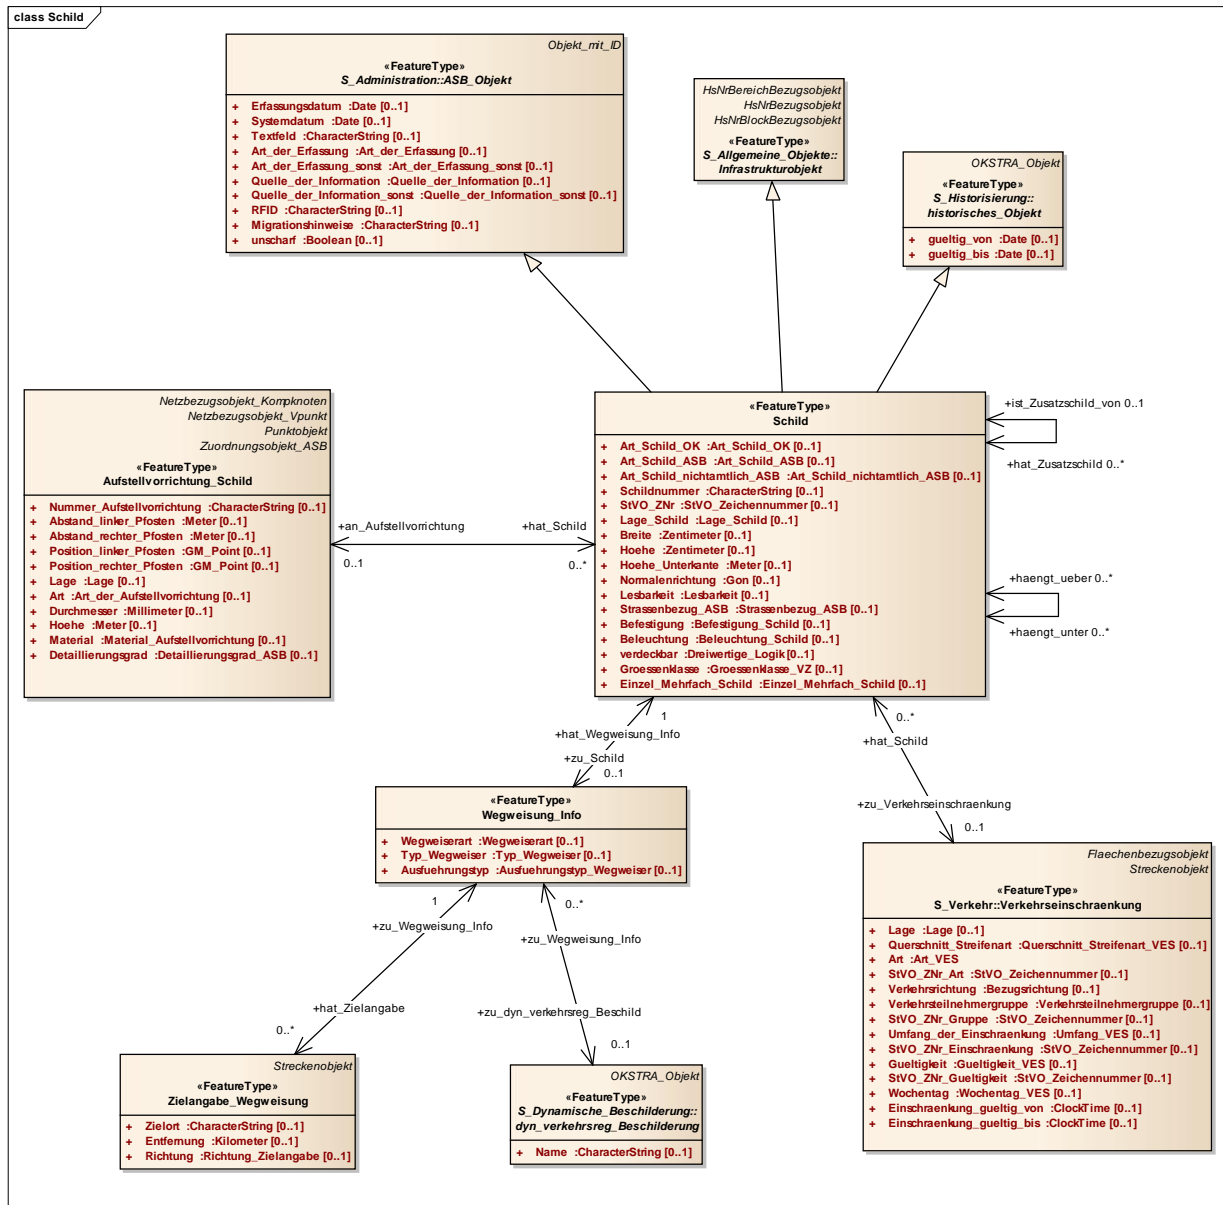 class Schild
Objekt_mit_ID
«FeatureType»
S_Administration::ASB_Objekt
+ Erfassungsdatum :Date [0..1]
+ Systemdatum :Date [0..1]
+ Textfeld :CharacterString [0..1]
+ Art_der_Erfassung :Art_der_Erfassung [0..1]
+ Art_der_Erfassung_sonst :Art_der_Erfassung_sonst [0..1]
+ Quelle_der_Information :Quelle_der_Information [0..1]
+ Quelle_der_Information_sonst :Quelle_der_Information_sonst [0..1]
+ RFID :CharacterString [0..1]
+ Migrationshinweise :CharacterString [0..1]
+ unscharf :Boolean [0..1]
HsNrBereichBezugsobjekt
HsNrBezugsobjekt
HsNrBlockBezugsobjekt
«FeatureType»
S_Allgemeine_Objekte::
Infrastrukturobjekt
OKSTRA_Objekt
«FeatureType»
S_Historisierung::
historisches_Objekt
+ gueltig_von :Date [0..1]
+ gueltig_bis :Date [0..1]
Netzbezugsobjekt_Kompknoten
Netzbezugsobjekt_Vpunkt
Punktobjekt
Zuordnungsobjekt_ASB
«FeatureType»
Aufstellvorrichtung_Schild
+ Nummer_Aufstellvorrichtung :CharacterString [0..1]
+ Abstand_linker_Pfosten :Meter [0..1]
+ Abstand_rechter_Pfosten :Meter [0..1]
+ Position_linker_Pfosten :GM_Point [0..1]
+ Position_rechter_Pfosten :GM_Point [0..1]
+ Lage :Lage [0..1]
+ Art :Art_der_Aufstellvorrichtung [0..1]
+ Durchmesser :Millimeter [0..1]
+ Hoehe :Meter [0..1]
+ Material :Material_Aufstellvorrichtung [0..1]
+ Detaillierungsgrad :Detaillierungsgrad_ASB [0..1]
+an_Aufstellvorrichtung
0..1
+hat_Schild
0..*
«FeatureType»
Schild
+ Art_Schild_OK :Art_Schild_OK [0..1]
+ Art_Schild_ASB :Art_Schild_ASB [0..1]
+ Art_Schild_nichtamtlich_ASB :Art_Schild_nichtamtlich_ASB [0..1]
+ Schildnummer :CharacterString [0..1]
+ StVO_ZNr :StVO_Zeichennummer [0..1]
+ Lage_Schild :Lage_Schild [0..1]
+ Breite :Zentimeter [0..1]
+ Hoehe :Zentimeter [0..1]
+ Hoehe_Unterkante :Meter [0..1]
+ Normalenrichtung :Gon [0..1]
+ Lesbarkeit :Lesbarkeit [0..1]
+ Strassenbezug_ASB :Strassenbezug_ASB [0..1]
+ Befestigung :Befestigung_Schild [0..1]
+ Beleuchtung :Beleuchtung_Schild [0..1]
+ verdeckbar :Dreiwertige_Logik [0..1]
+ Groessenklasse :Groessenklasse_VZ [0..1]
+ Einzel_Mehrfach_Schild :Einzel_Mehrfach_Schild [0..1]
+ist_Zusatzschild_von 0..1
+hat_Zusatzschild 0..*
+haengt_ueber 0..*
+haengt_unter 0..*
1
+hat_Wegweisung_Info
+zu_Schild
0..1
0..*
+hat_Schild
+zu_Verkehrseinschraenkung
0..1
«FeatureType»
Wegweisung_Info
+ Wegweiserart :Wegweiserart [0..1]
+ Typ_Wegweiser :Typ_Wegweiser [0..1]
+ Ausfuehrungstyp :Ausfuehrungstyp_Wegweiser [0..1]
1
+zu_Wegweisung_Info
+hat_Zielangabe
0..*
0..*
+zu_Wegweisung_Info
+zu_dyn_verkehrsreg_Beschild
0..1
Streckenobjekt
«FeatureType»
Zielangabe_Wegweisung
+ Zielort :CharacterString [0..1]
+ Entfernung :Kilometer [0..1]
+ Richtung :Richtung_Zielangabe [0..1]
OKSTRA_Objekt
«FeatureType»
S_Dynamische_Beschilderung::
dyn_verkehrsreg_Beschilderung
+ Name :CharacterString [0..1]
Flaechenbezugsobjekt
Streckenobjekt
«FeatureType»
S_Verkehr::Verkehrseinschraenkung
+ Lage :Lage [0..1]
+ Querschnitt_Streifenart :Querschnitt_Streifenart_VES [0..1]
+ Art :Art_VES
+ StVO_ZNr_Art :StVO_Zeichennummer [0..1]
+ Verkehrsrichtung :Bezugsrichtung [0..1]
+ Verkehrsteilnehmergruppe :Verkehrsteilnehmergruppe [0..1]
+ StVO_ZNr_Gruppe :StVO_Zeichennummer [0..1]
+ Umfang_der_Einschraenkung :Umfang_VES [0..1]
+ StVO_ZNr_Einschraenkung :StVO_Zeichennummer [0..1]
+ Gueltigkeit :Gueltigkeit_VES [0..1]
+ StVO_ZNr_Gueltigkeit :StVO_Zeichennummer [0..1]
+ Wochentag :Wochentag_VES [0..1]
+ Einschraenkung_gueltig_von :ClockTime [0..1]
+ Einschraenkung_gueltig_bis :ClockTime [0..1]